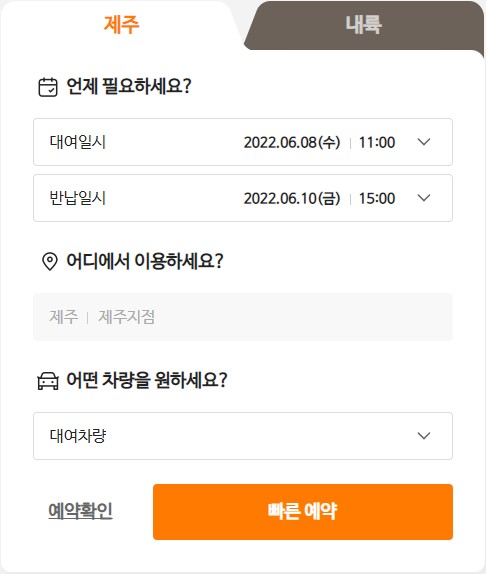 제주 내륙
언제 필요하세요?
대여일시 2022.06.08(수) | 11:00
반납일시 2022.06.10(금) | 15:00
어디에서 이용하세요?
제주 | 제주지점
어떤 차량을 원하세요?
대여차량
예약확인 빠른 예약